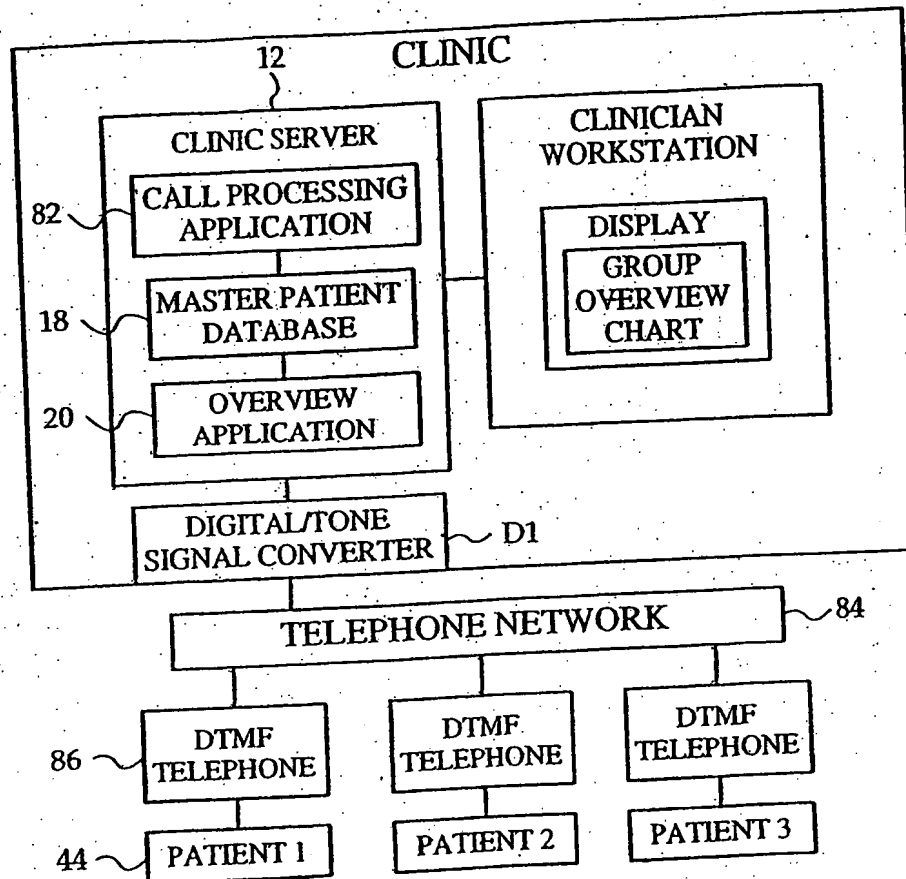 CLINIC
12
CLINIC SERVER
82
CALL PROCESSING
APPLICATION
18
MASTER PATIENT
DATABASE
20
OVERVIEW
APPLICATION
CLINICIAN
WORKSTATION
DISPLAY
GROUP
OVERVIEW
CHART
DIGITAL/TONE
SIGNAL CONVERTER
D1
TELEPHONE NETWORK
84
86
DTMF
TELEPHONE
DTMF
TELEPHONE
DTMF
TELEPHONE
44
PATIENT 1
PATIENT 2
PATIENT 3